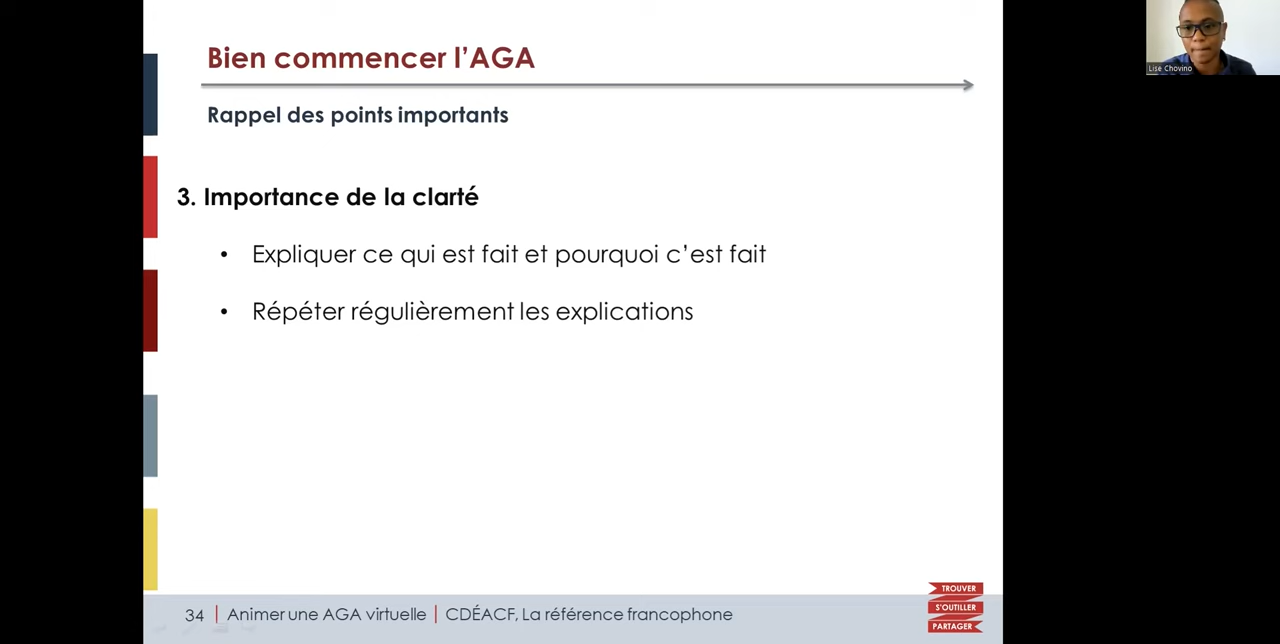 Bien commencer l’AGA
Rappel des points importants
3. Importance de la clarté
• Expliquer ce qui est fait et pourquoi c’est fait
• Répéter régulièrement les explications
34 | Animer une AGA virtuelle | CDÉACF, La référence francophone
TROUVER
S'OUTILLER
PARTAGER
Lise Chovino